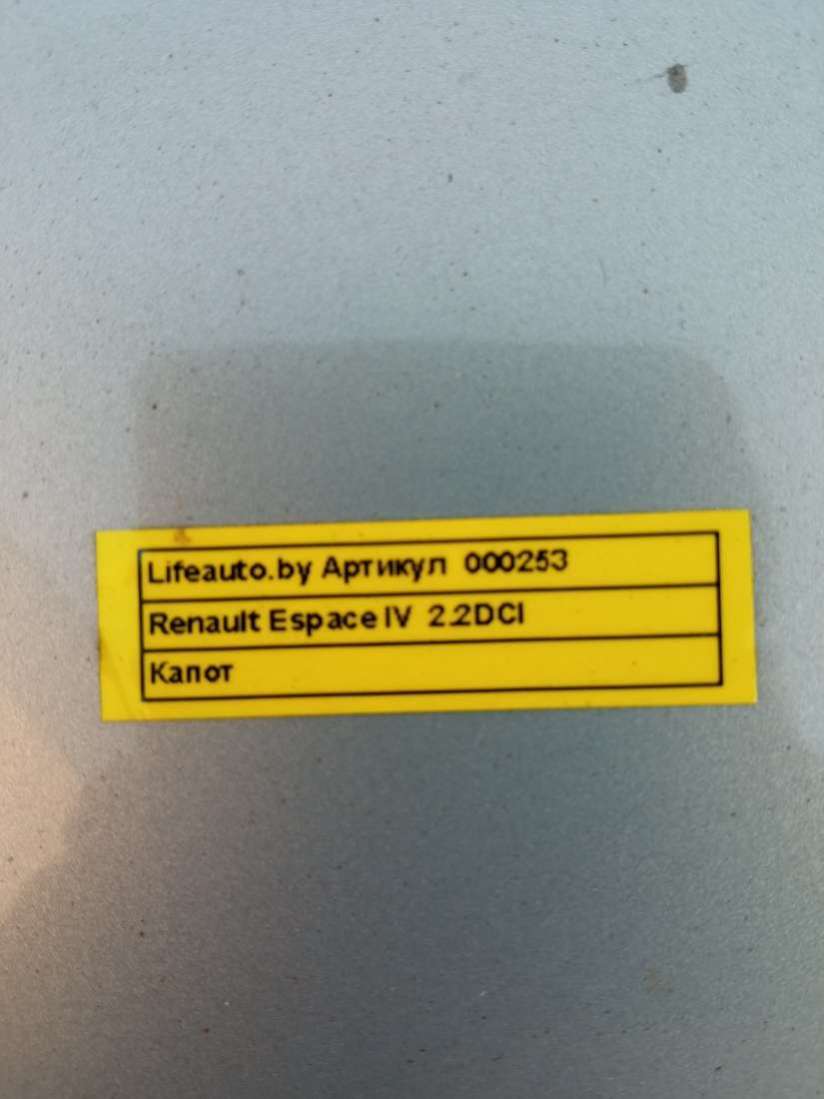 Lifeauto.by Артикул 000253
Renault Espace IV 2.2DCI
Капот